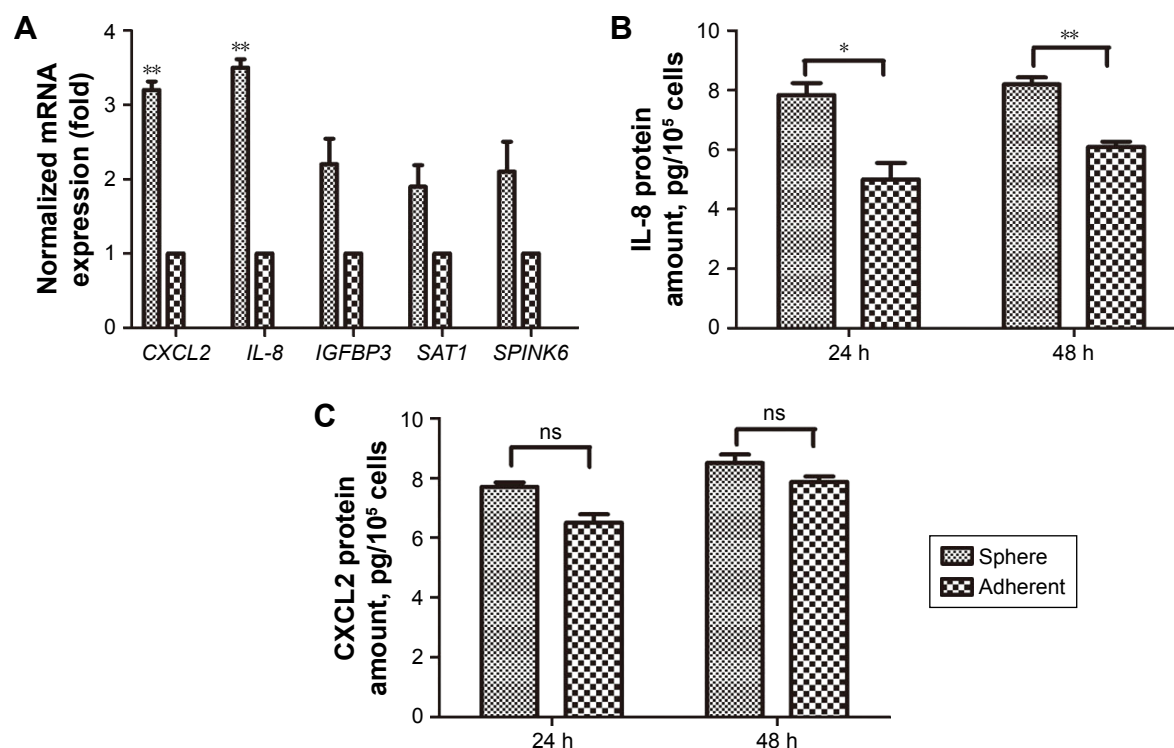 A
Normalized mRNA
expression (fold)
4
3
2
1
0
**
**
CXCL2 IL-8 IGFBP3 SAT1 SPINK6
B
IL-8 protein
amount, pg/10⁵ cells
10
8
6
4
2
0
*
**
24 h 48 h
C
CXCL2 protein
amount, pg/10⁵ cells
10
8
6
4
2
0
ns
ns
24 h 48 h
Sphere
Adherent